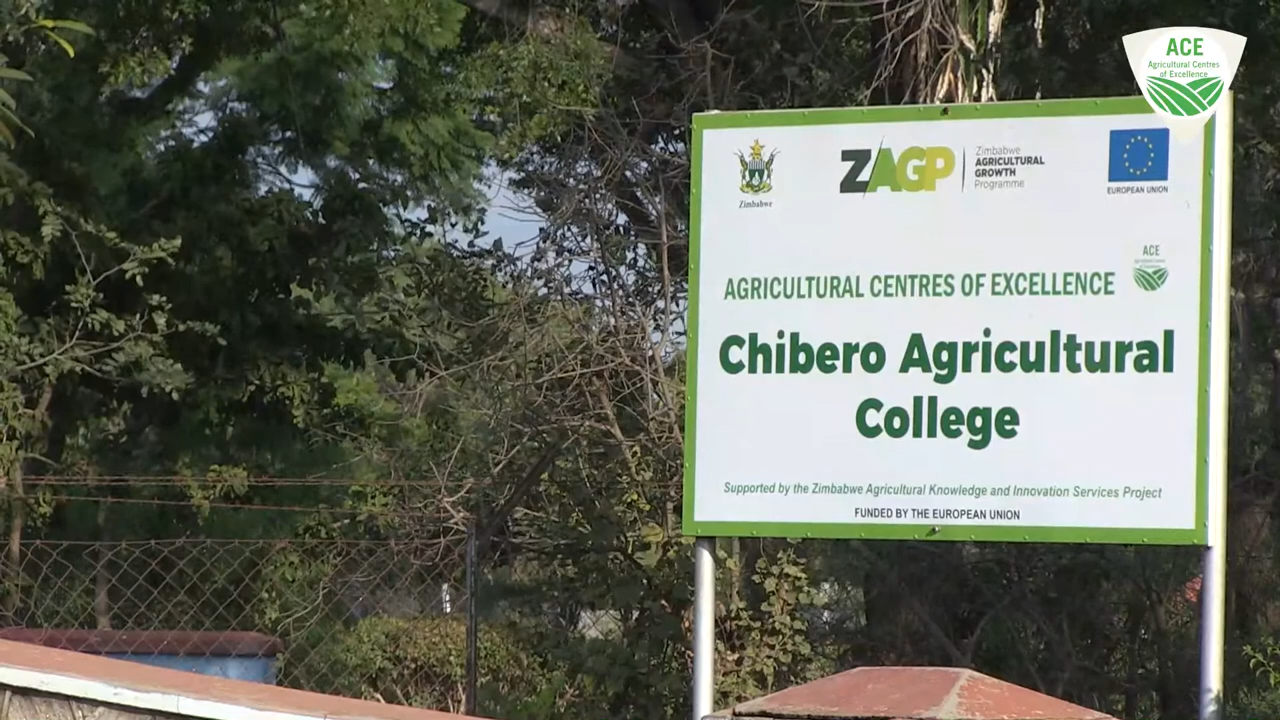 ACE
Agricultural Centres
of Excellence
Zimbabwe
ZAGP
Zimbabwe
AGRICULTURAL
GROWTH
Programme
EUROPEAN UNION
ACE
AGRICULTURAL CENTRES OF EXCELLENCE
Chibero Agricultural
College
Supported by the Zimbabwe Agricultural Knowledge and Innovation Services Project
FUNDED BY THE EUROPEAN UNION